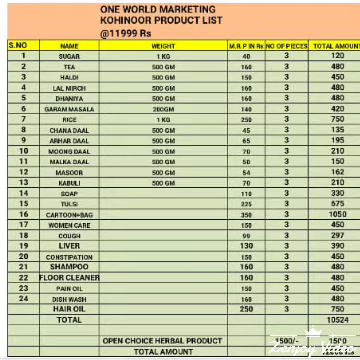 ONE WORLD MARKETING
KOHINOOR PRODUCT LIST
@11999 Rs
S.NO NAME WEIGHT M.R.P IN Rs NO OF PIECES TOTAL AMOUNT
1 SUGAR 1 KG 40 3 120
2 TEA 500 GM 160 3 480
3 HALDI 500 GM 150 3 450
4 LAL MIRCH 500 GM 160 3 480
5 DHANIYA 500 GM 160 3 480
6 GARAM MASALA 200GM 140 3 420
7 RICE 1 KG 250 3 750
8 CHANA DAAL 500 GM 45 3 135
9 ARHAR DAAL 500 GM 65 3 195
10 MOONG DAAL 500 GM 70 3 210
11 MALKA DAAL 500 GM 50 3 150
12 MASOOR 500 GM 54 3 162
13 KABULI 500 GM 70 3 210
14 SOAP 110 3 330
15 TULSI 225 3 675
16 CARTOON+BAG 350 3 1050
17 WOMEN CARE 150 3 450
18 COUGH 99 3 297
19 LIVER 130 3 390
20 CONSTIPATION 150 3 450
21 SHAMPOO 160 3 480
22 FLOOR CLEANER 160 3 480
23 PAIN OIL 150 3 450
24 DISH WASH 160 3 480
HAIR OIL 250 3 750
TOTAL 10524
OPEN CHOICE HERBAL PRODUCT 1500/- 1500
TOTAL AMOUNT